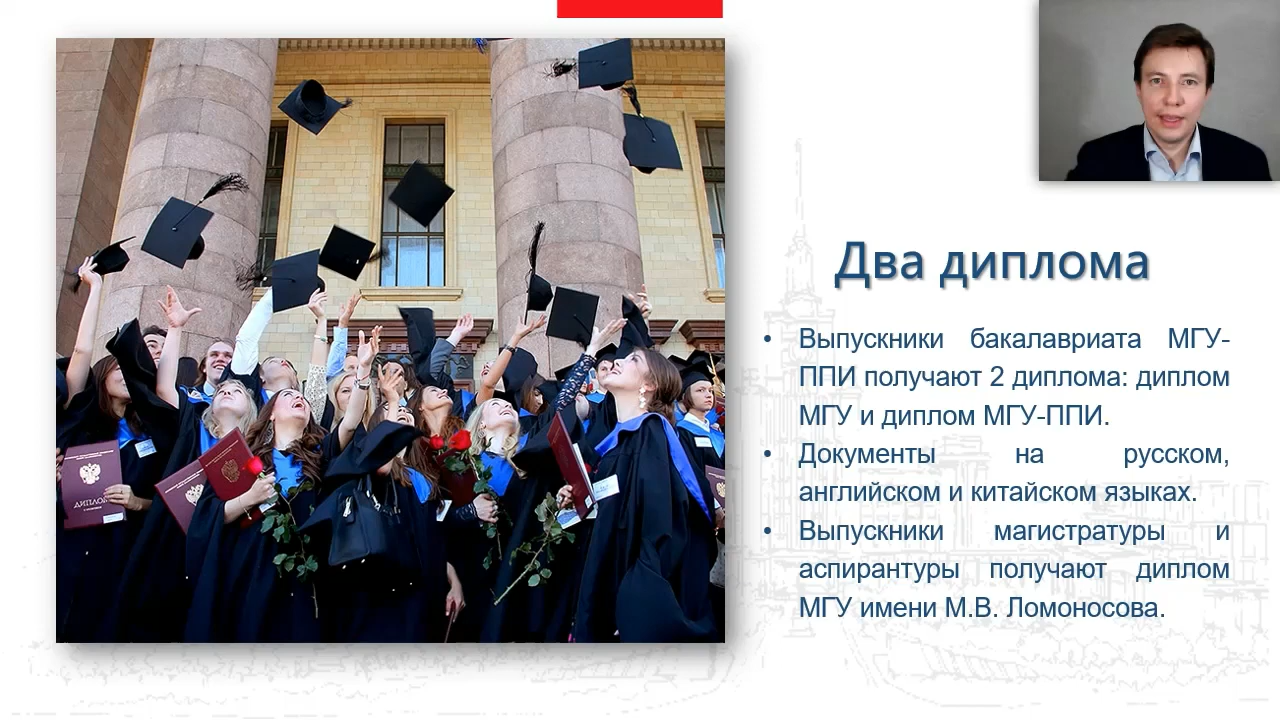 Два диплома
• Выпускники бакалавриата МГУ-
ППИ получают 2 диплома: диплом
МГУ и диплом МГУ-ППИ.
• Документы на русском,
английском и китайском языках.
• Выпускники магистратуры и
аспирантуры получают диплом
МГУ имени М.В. Ломоносова.
ДИПЛОМ